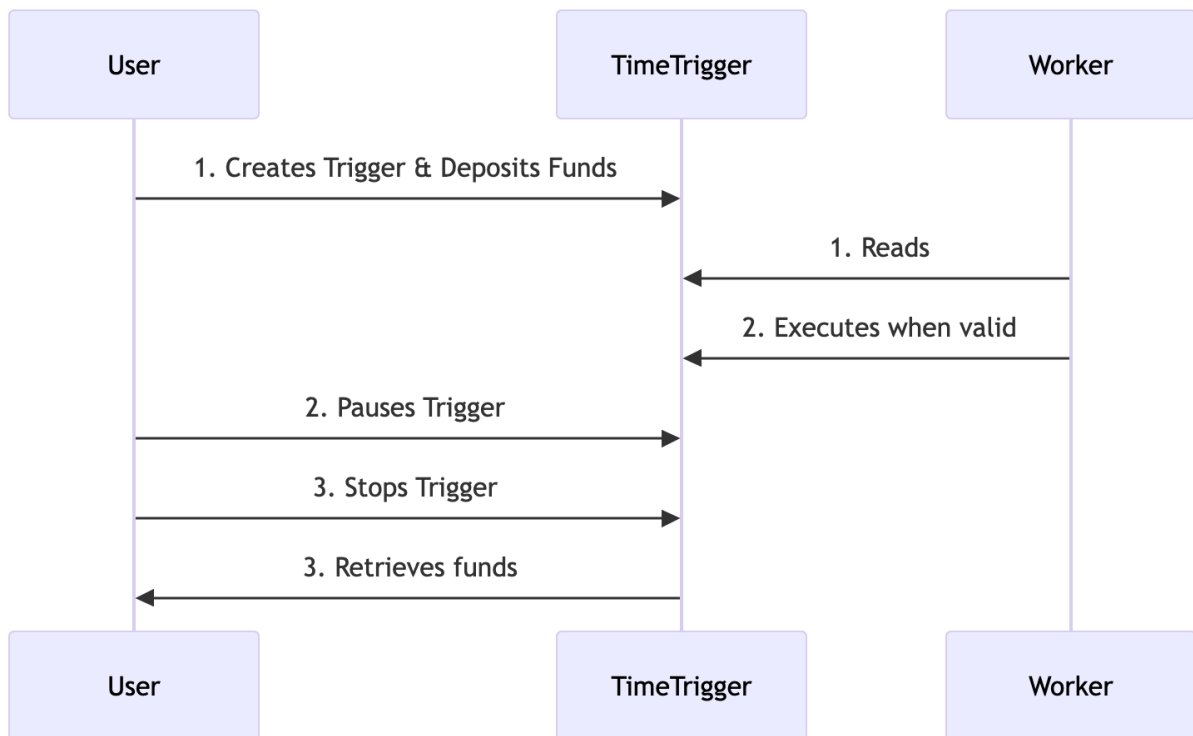 User
TimeTrigger
Worker
1. Creates Trigger & Deposits Funds
1. Reads
2. Executes when valid
2. Pauses Trigger
3. Stops Trigger
3. Retrieves funds
User
TimeTrigger
Worker